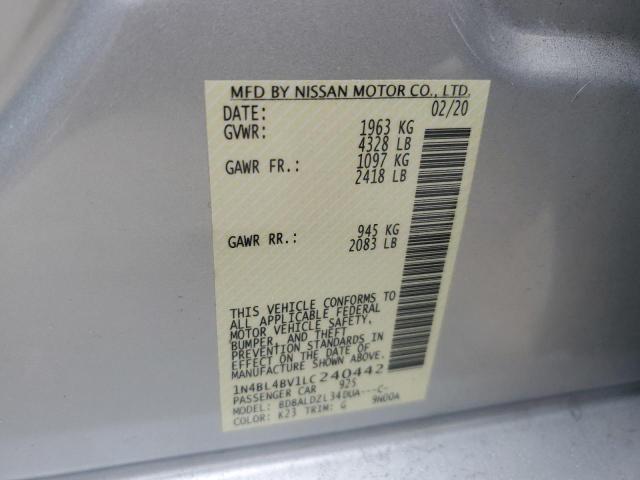 MFD BY NISSAN MOTOR CO., LTD.
DATE: 02/20
GVWR: 1963 KG
4328 LB
GAWR FR.: 1097 KG
2418 LB
GAWR RR.: 945 KG
2083 LB
THIS VEHICLE CONFORMS TO
ALL APPLICABLE FEDERAL
MOTOR VEHICLE SAFETY,
BUMPER, AND THEFT
PREVENTION STANDARDS IN
EFFECT ON THE DATE OF
MANUFACTURE SHOWN ABOVE.
1N4BL4BV1LC240442
PASSENGER CAR 925
MODEL: BDBALDZL34DUA---C-
COLOR: K23 TRIM: G 9N00A